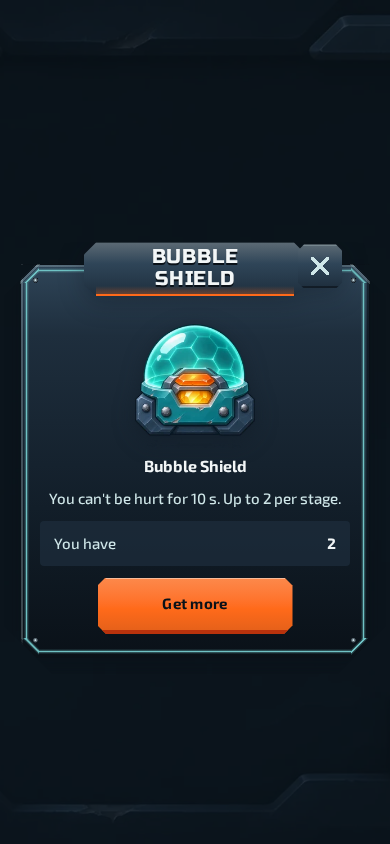 BUBBLE
SHIELD
Bubble Shield
You can't be hurt for 10 s. Up to 2 per stage.
You have 2
Get more